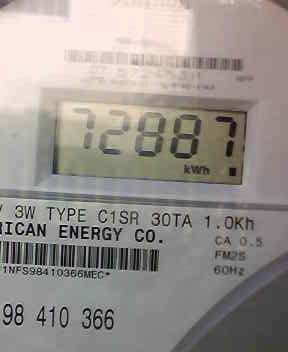 72887
kWh
V 3W TYPE C1SR 30TA 1.0Kh
RICAN ENERGY CO.
CA 0.5
FM2S
60Hz
1NFS98410366MEC*
98 410 366